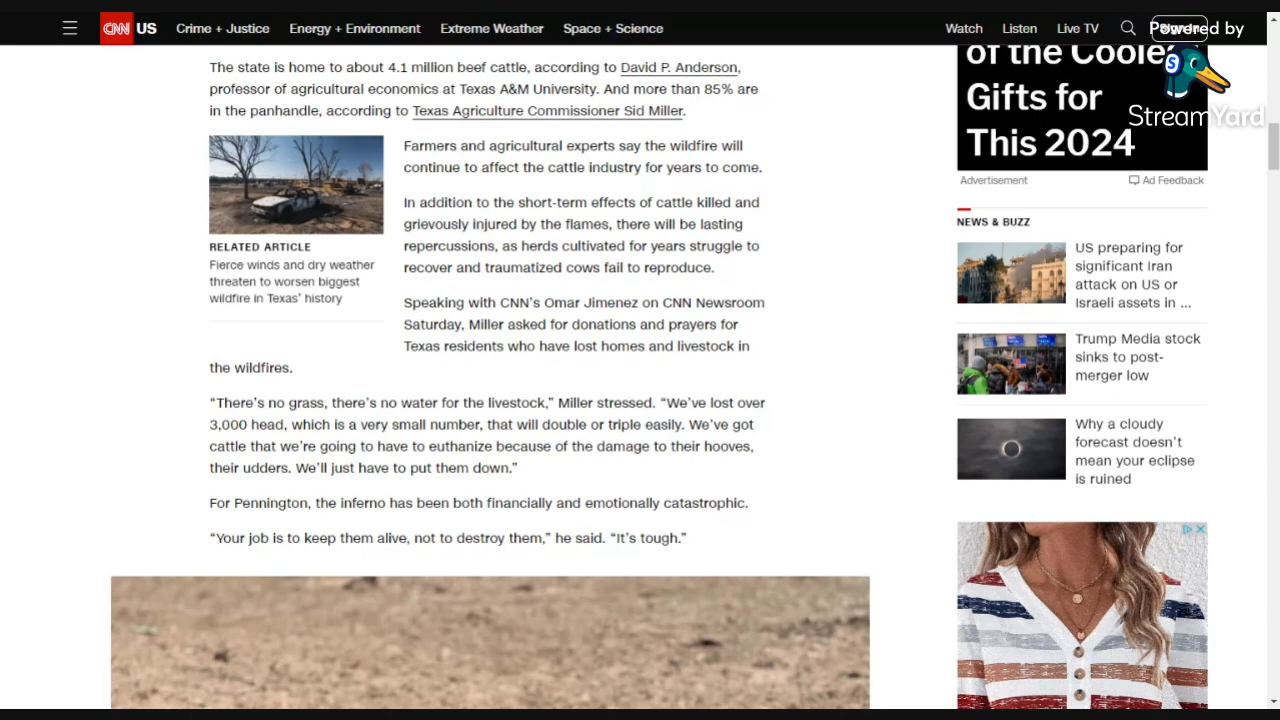 CNN US
Crime + Justice
Energy + Environment
Extreme Weather
Space + Science
Watch
Listen
Live TV
Powered by
StreamYard
The state is home to about 4.1 million beef cattle, according to David P. Anderson,
professor of agricultural economics at Texas A&M University. And more than 85% are
in the panhandle, according to Texas Agriculture Commissioner Sid Miller.
Farmers and agricultural experts say the wildfire will
continue to affect the cattle industry for years to come.
In addition to the short-term effects of cattle killed and
grievously injured by the flames, there will be lasting
repercussions, as herds cultivated for years struggle to
recover and traumatized cows fail to reproduce.
RELATED ARTICLE
Fierce winds and dry weather
threaten to worsen biggest
wildfire in Texas' history
Speaking with CNN's Omar Jimenez on CNN Newsroom
Saturday, Miller asked for donations and prayers for
Texas residents who have lost homes and livestock in
the wildfires.
“There's no grass, there's no water for the livestock,” Miller stressed. “We've lost over
3,000 head, which is a very small number, that will double or triple easily. We've got
cattle that we're going to have to euthanize because of the damage to their hooves,
their udders. We'll just have to put them down.”
For Pennington, the inferno has been both financially and emotionally catastrophic.
“Your job is to keep them alive, not to destroy them,” he said. “It's tough.”
of the Coolest
Gifts for
This 2024
Advertisement
Ad Feedback
NEWS & BUZZ
US preparing for
significant Iran
attack on US or
Israeli assets in ...
Trump Media stock
sinks to post-
merger low
Why a cloudy
forecast doesn't
mean your eclipse
is ruined